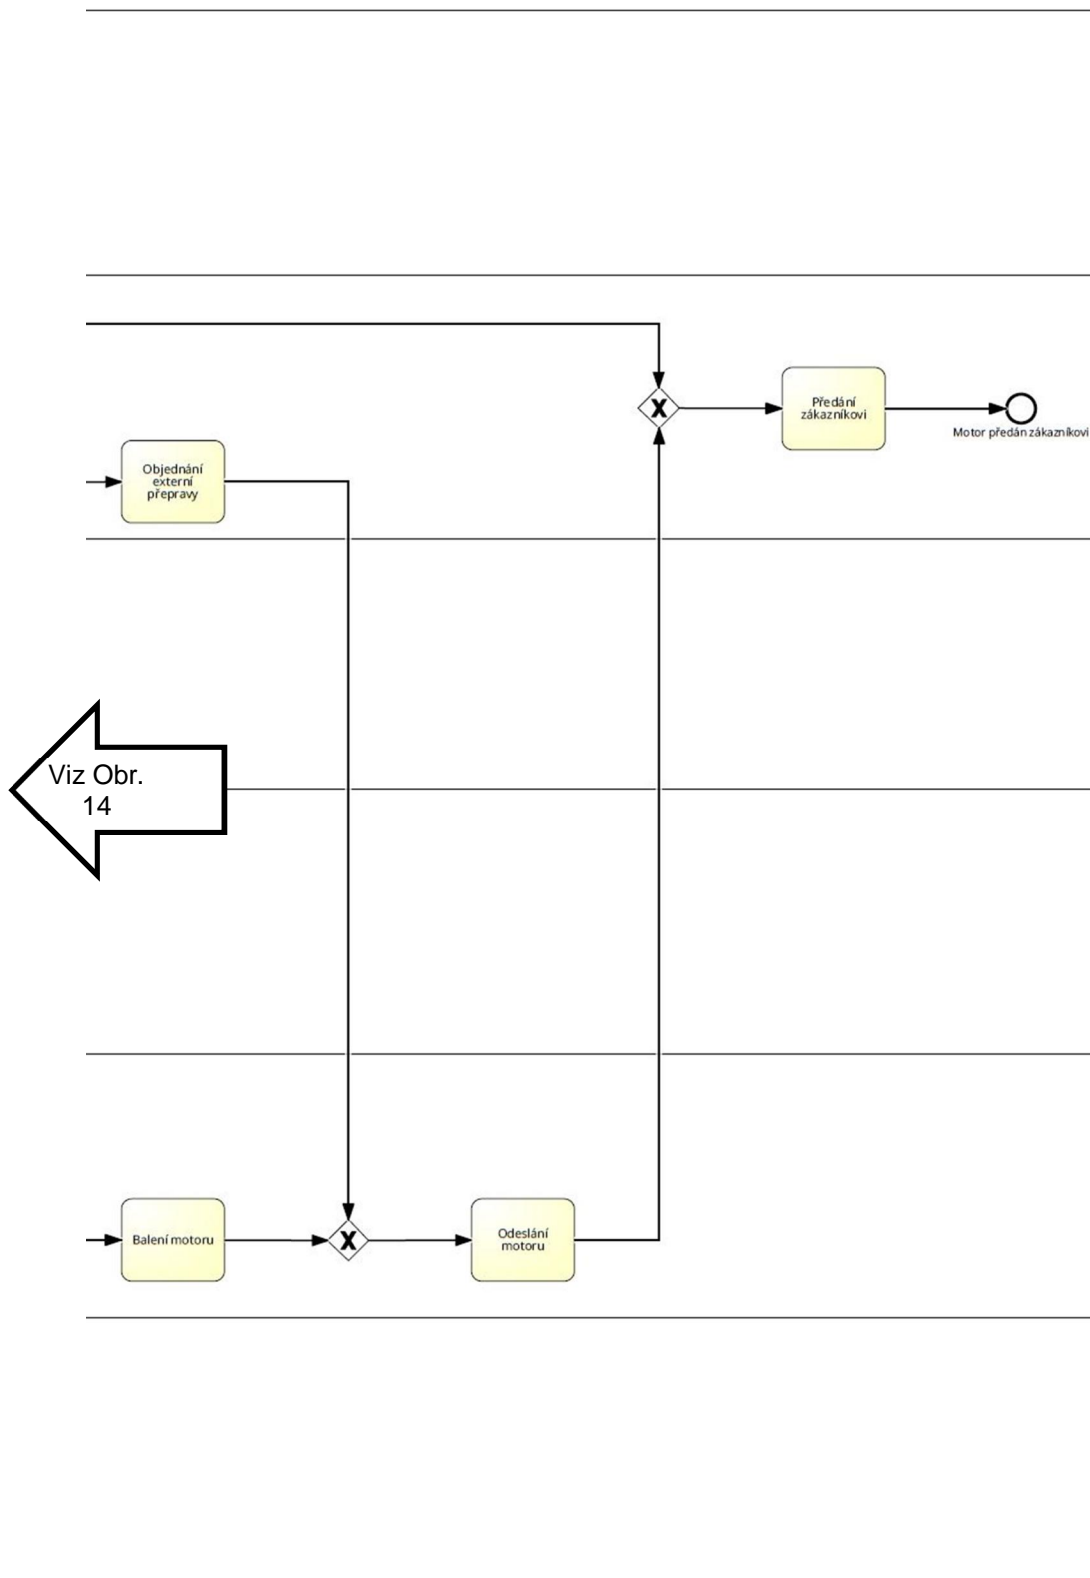 Předání
zákazníkovi
Motor předán zákazníkovi
Objednání
externí
přepravy
Viz Obr.
14
Balení motoru
Odeslání
motoru